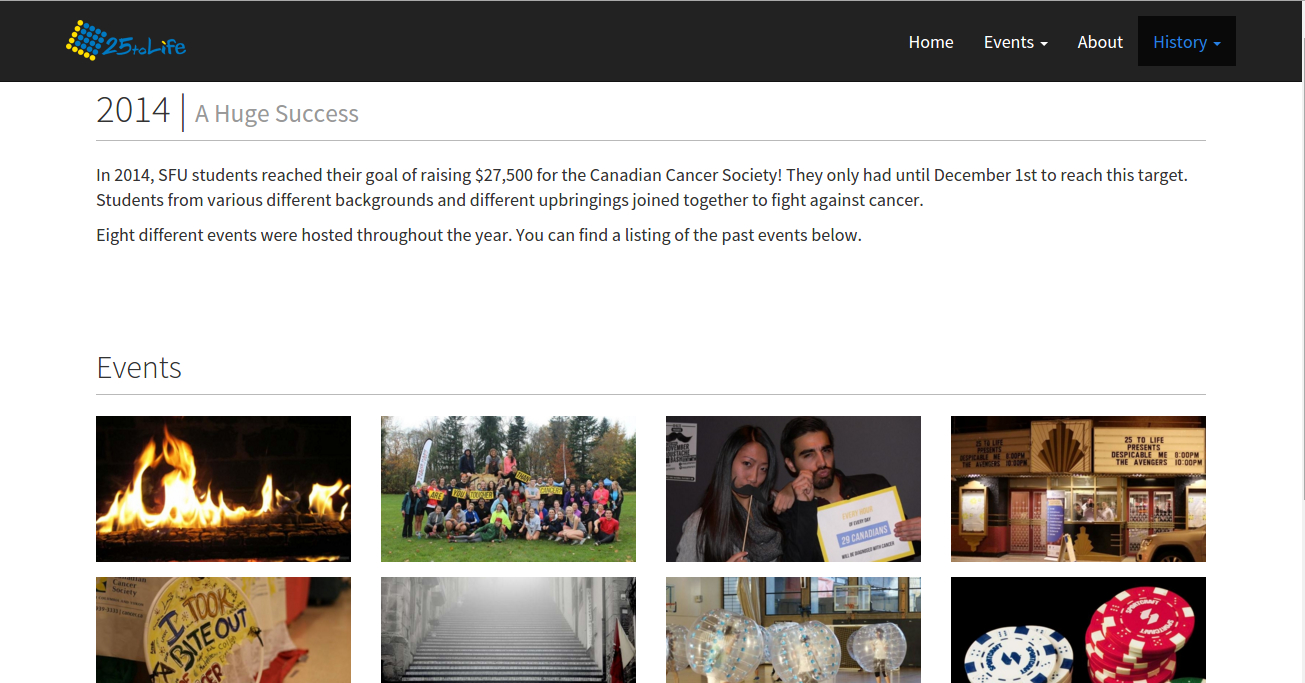 25toLife
Home Events About History
2014 | A Huge Success
In 2014, SFU students reached their goal of raising $27,500 for the Canadian Cancer Society! They only had until December 1st to reach this target.
Students from various different backgrounds and different upbringings joined together to fight against cancer.
Eight different events were hosted throughout the year. You can find a listing of the past events below.
Events
EVERY HOUR
OF EVERY DAY
29 CANADIANS
WILL BE DIAGNOSED WITH CANCER
25 TO LIFE
PRESENTS
DESPICABLE ME 8:00PM
THE AVENGERS 10:00PM
25 TO LIFE
PRESENTS
DESPICABLE ME 8:00PM
THE AVENGERS 10:00PM
Cancer
Society
I TOOK
A BITE OUT
SPORTCRAFT
SPORTCRAFT